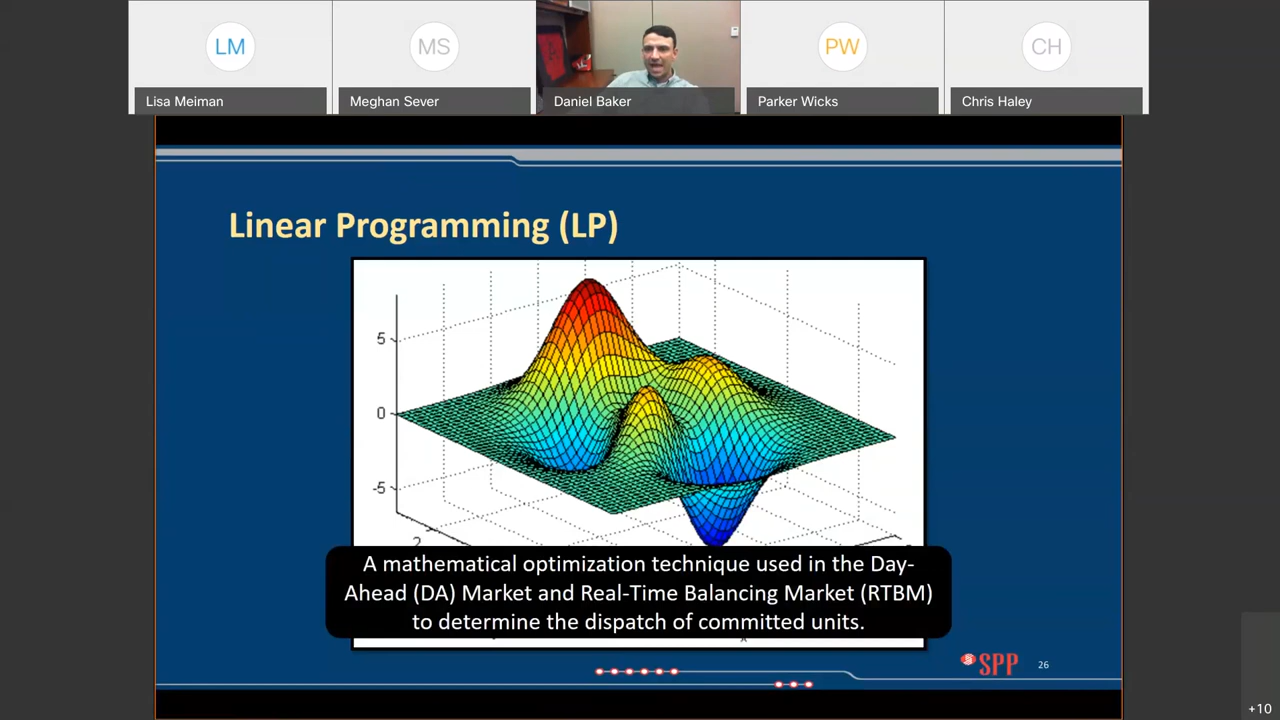 LM
MS
PW
CH
Lisa Meiman
Meghan Sever
Daniel Baker
Parker Wicks
Chris Haley
Linear Programming (LP)
5
0
-5
2
A mathematical optimization technique used in the Day-
Ahead (DA) Market and Real-Time Balancing Market (RTBM)
to determine the dispatch of committed units.
SPP
26
+10